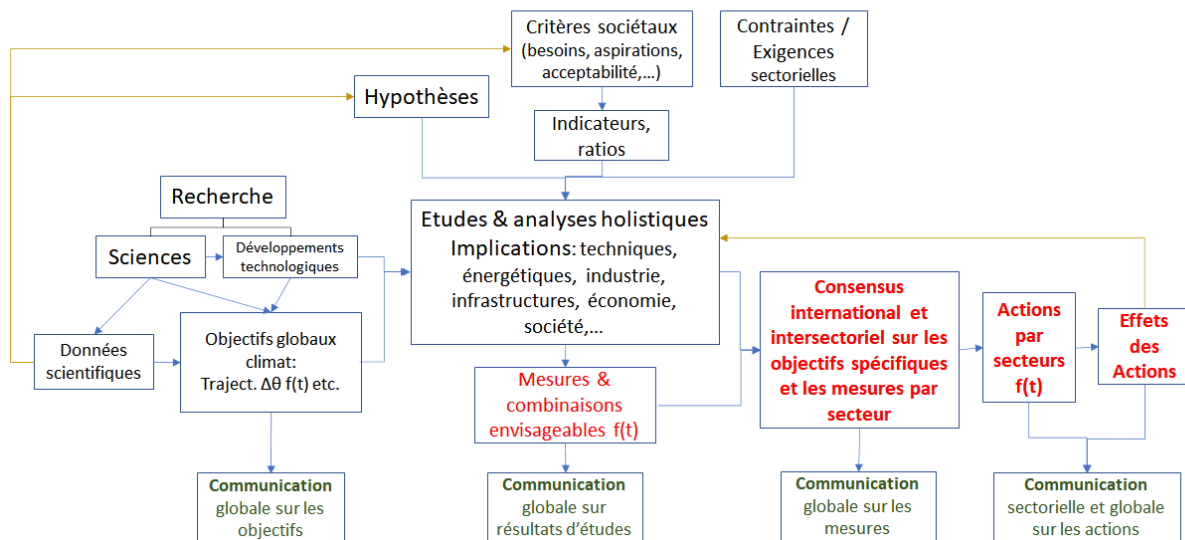 Critères sociétaux
(besoins, aspirations,
acceptabilité,...)
Contraintes /
Exigences
sectorielles
Hypothèses
Indicateurs,
ratios
Recherche
Sciences
Développements
technologiques
Etudes & analyses holistiques
Implications: techniques,
énergétiques, industrie,
infrastructures, économie,
société,...
Données
scientifiques
Objectifs globaux
climat:
Traject. Δθ f(t) etc.
Mesures &
combinaisons
envisageables f(t)
Consensus
international et
intersectoriel sur les
objectifs spécifiques
et les mesures par
secteur
Actions
par
secteurs
f(t)
Effets
des
Actions
Communication
globale sur les
objectifs
Communication
globale sur
résultats d'études
Communication
globale sur les
mesures
Communication
sectorielle et globale
sur les actions